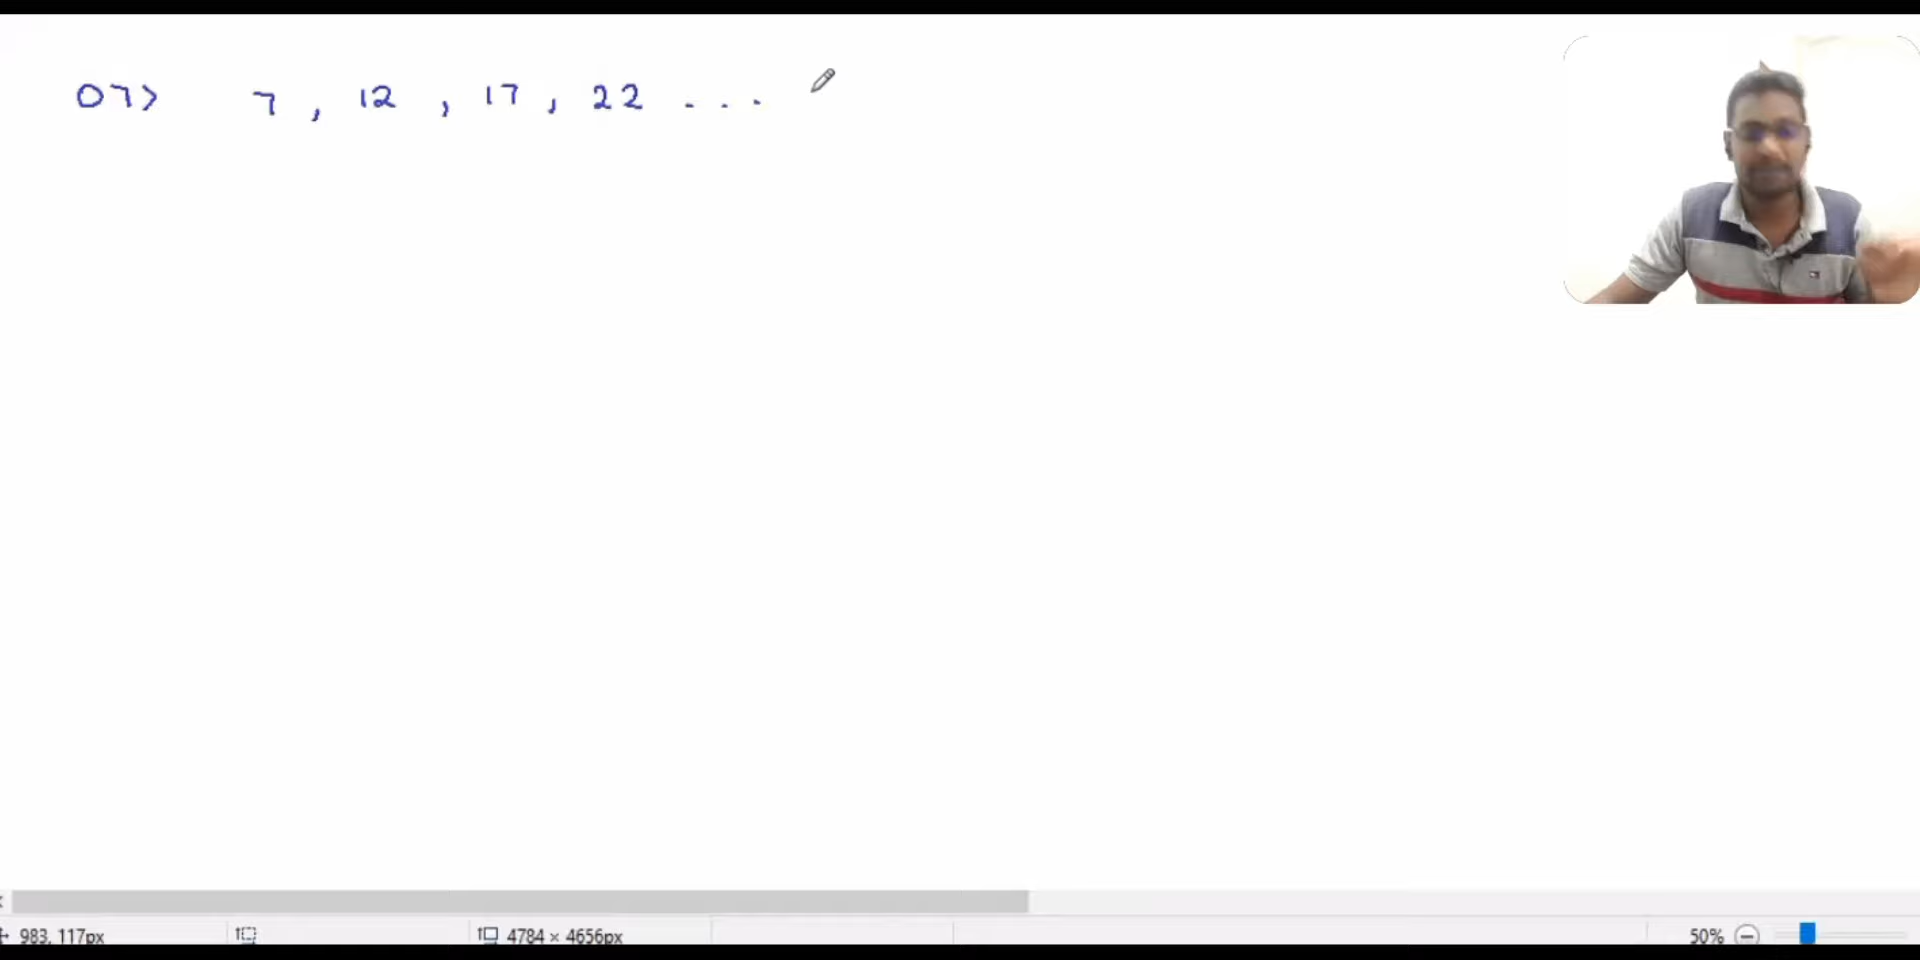 07> 7 , 12 , 17 , 22 ...
983, 117px 4784 × 4656px 50%